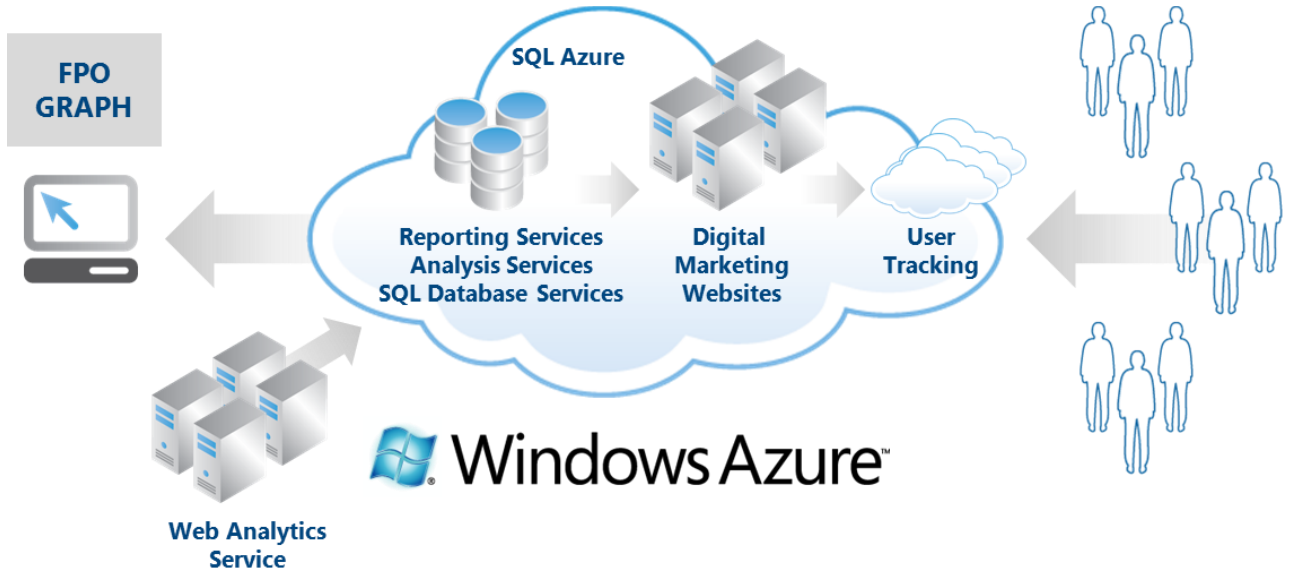 FPO
GRAPH
SQL Azure
Reporting Services
Analysis Services
SQL Database Services
Digital
Marketing
Websites
User
Tracking
Windows Azure™
Web Analytics
Service